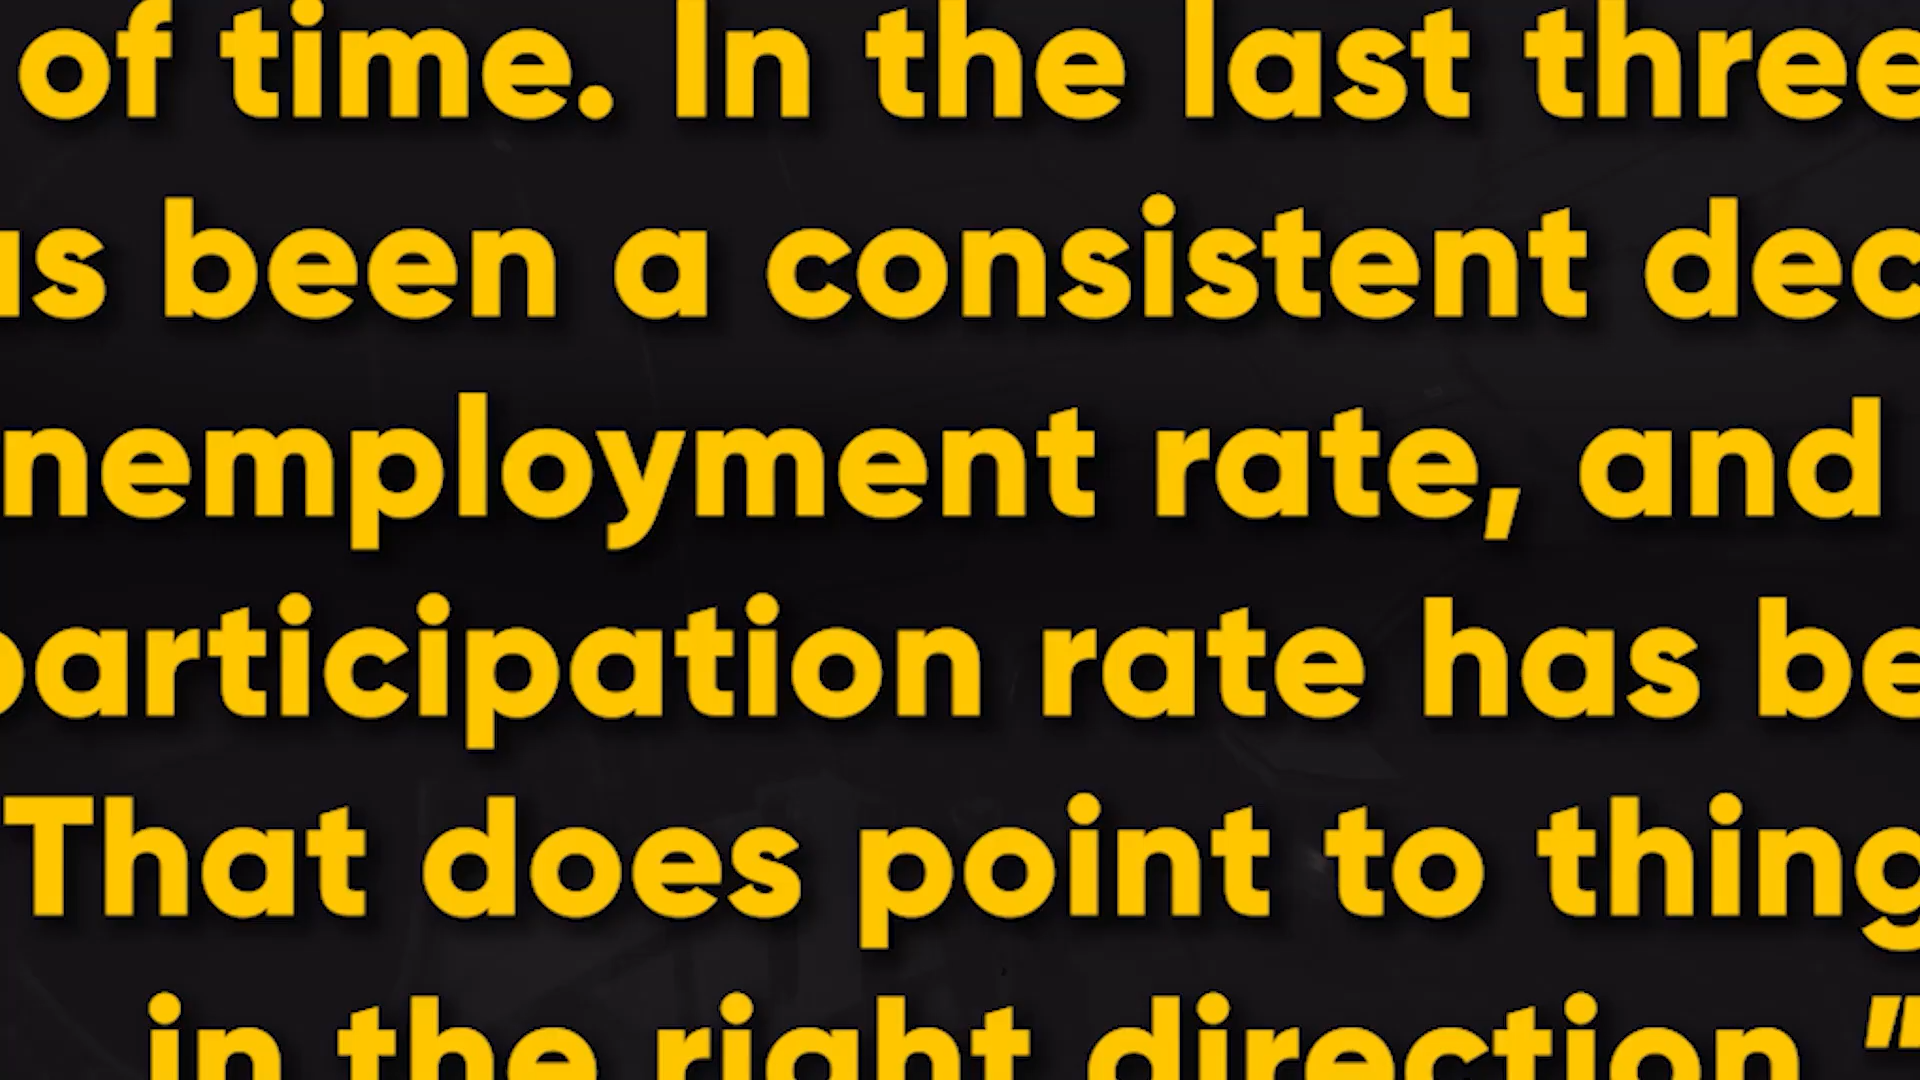 of time. In the last three
as been a consistent dec
nemployment rate, and
participation rate has be
That does point to thing
in the right direction."